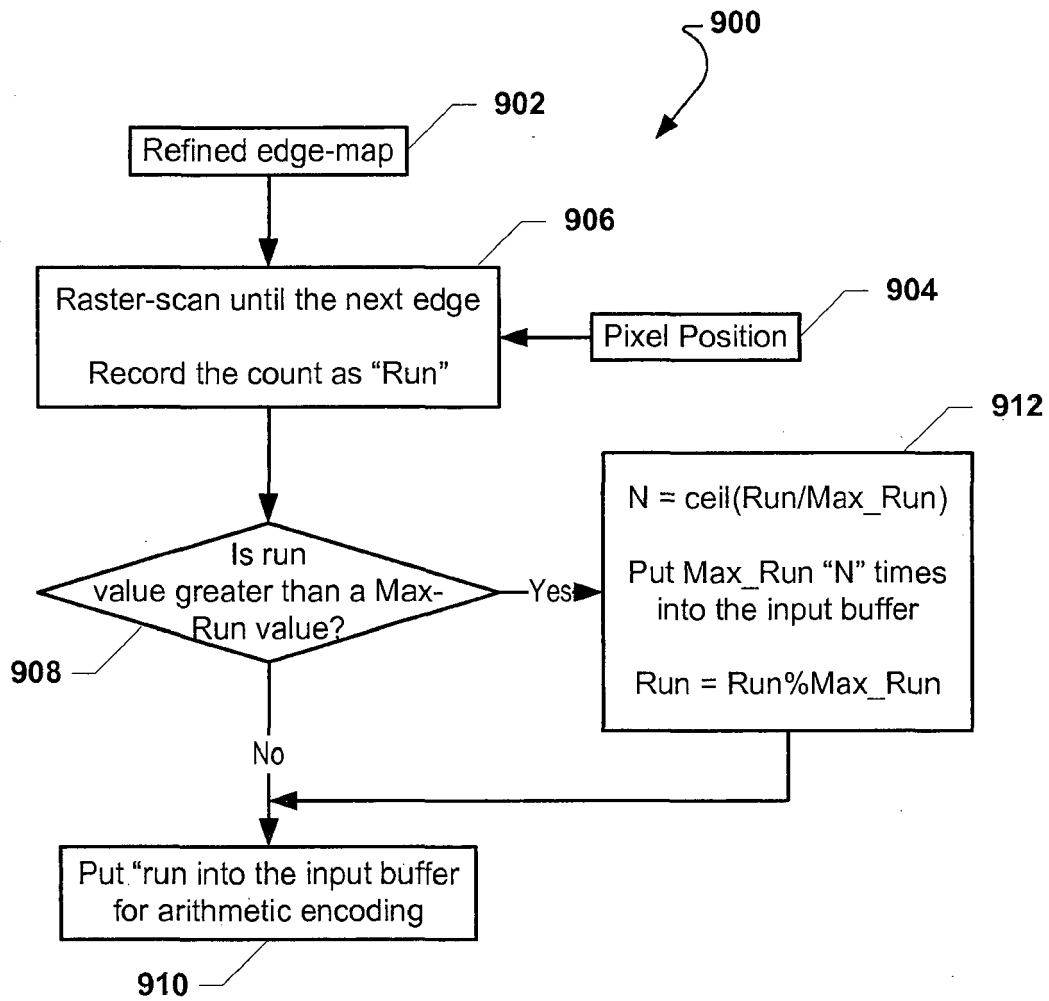 900
902
Refined edge-map
906
Raster-scan until the next edge
Record the count as “Run”
904
Pixel Position
912
N = ceil(Run/Max_Run)
Put Max_Run “N” times
into the input buffer
Run = Run%Max_Run
Is run
value greater than a Max-
Run value?
Yes
908
No
Put “run into the input buffer
for arithmetic encoding
910